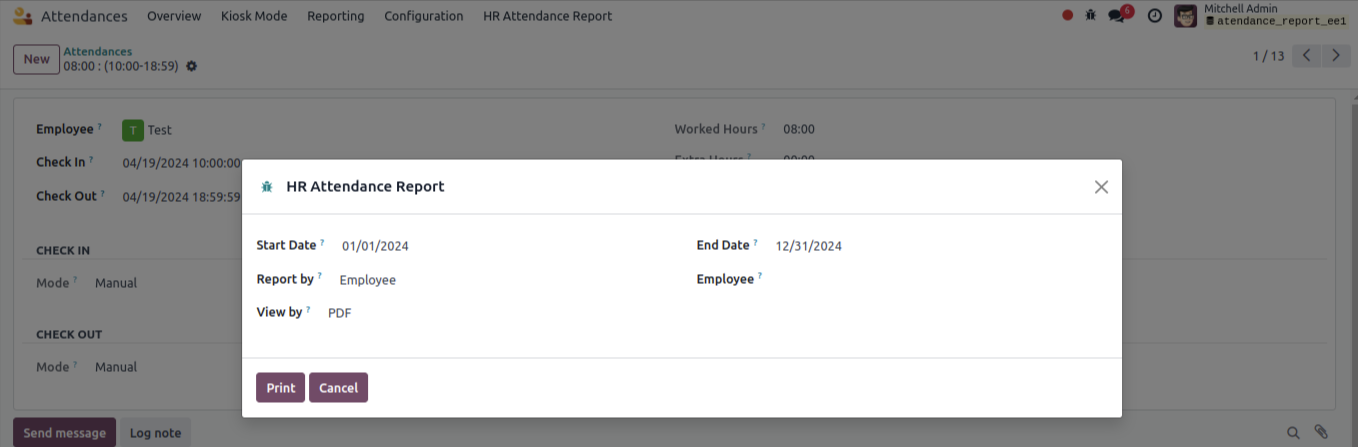 Attendances Overview Kiosk Mode Reporting Configuration HR Attendance Report
6
Mitchell Admin
atendance_report_ee1
New
Attendances
08:00 : (10:00-18:59)
1 / 13
Employee ? T Test
Worked Hours ? 08:00
Check In ? 04/19/2024 10:00:00
Extra Hours ? 00:00
Check Out ? 04/19/2024 18:59:59
CHECK IN
Mode ? Manual
CHECK OUT
Mode ? Manual
HR Attendance Report
Start Date ? 01/01/2024
End Date ? 12/31/2024
Report by ? Employee
Employee ?
View by ? PDF
Print Cancel
Send message Log note